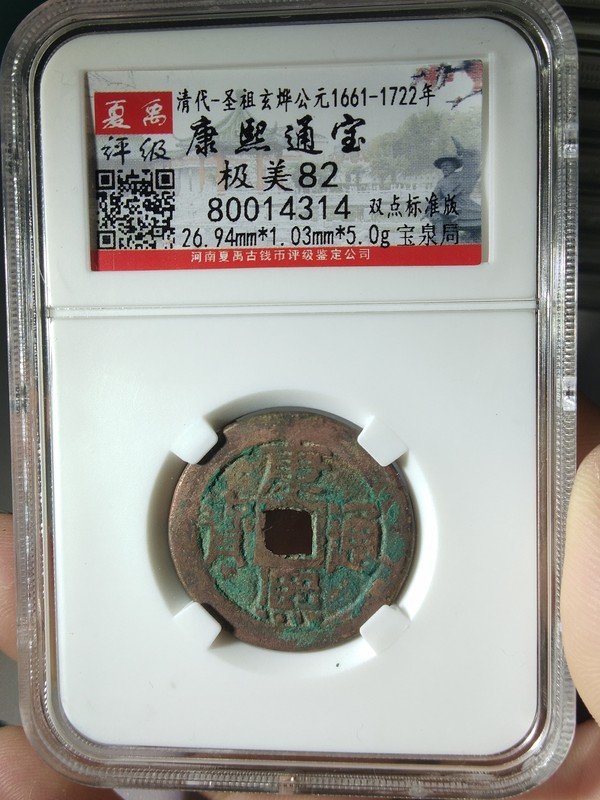 清代-圣祖玄烨公元1661-1722年
夏禹
评级
康熙通宝
极美82
80014314 双点标准版
26.94mm*1.03mm*5.0g 宝泉局
河南夏禹古钱币评级鉴定公司
康熙通寶